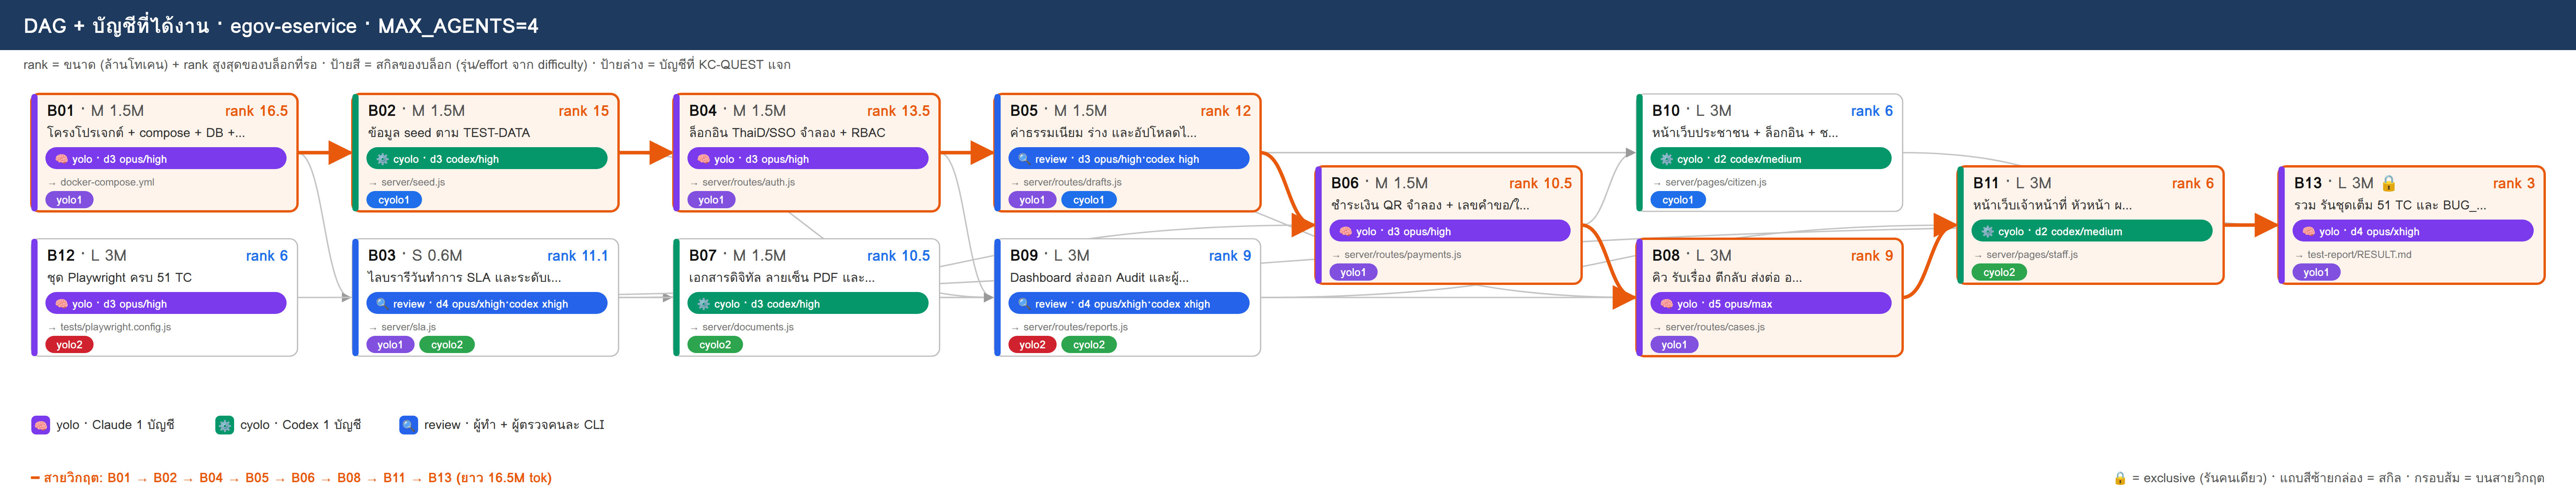 DAG + บัญชีที่ได้งาน · egov-eservice · MAX_AGENTS=4
rank = ขนาด (ล้านโทเคน) + rank สูงสุดของบล็อกที่รอ · ป้ายสี = สกิลของบล็อก (รุ่น/effort จาก difficulty) · ป้ายล่าง = บัญชีที่ KC-QUEST แจก
B01 · M 1.5M rank 16.5
โครงโปรเจกต์ + compose + DB +...
🧠 yolo · d3 opus/high
→ docker-compose.yml
yolo1
B02 · M 1.5M rank 15
ข้อมูล seed ตาม TEST-DATA
⚙️ cyolo · d3 codex/high
→ server/seed.js
cyolo1
B04 · M 1.5M rank 13.5
ล็อกอิน ThaiD/SSO จำลอง + RBAC
🧠 yolo · d3 opus/high
→ server/routes/auth.js
yolo1
B05 · M 1.5M rank 12
ค่าธรรมเนียม ร่าง และอัปโหลดไ...
🔍 review · d3 opus/high·codex high
→ server/routes/drafts.js
yolo1 cyolo1
B06 · M 1.5M rank 10.5
ชำระเงิน QR จำลอง + เลขคำขอ/ใ...
🧠 yolo · d3 opus/high
→ server/routes/payments.js
yolo1
B10 · L 3M rank 6
หน้าเว็บประชาชน + ล็อกอิน + ช...
⚙️ cyolo · d2 codex/medium
→ server/pages/citizen.js
cyolo1
B11 · L 3M rank 6
หน้าเว็บเจ้าหน้าที่ หัวหน้า ผ...
⚙️ cyolo · d2 codex/medium
→ server/pages/staff.js
cyolo2
B13 · L 3M 🔒 rank 3
รวม รันชุดเต็ม 51 TC และ BUG_...
🧠 yolo · d4 opus/xhigh
→ test-report/RESULT.md
yolo1
B12 · L 3M rank 6
ชุด Playwright ครบ 51 TC
🧠 yolo · d3 opus/high
→ tests/playwright.config.js
yolo2
B03 · S 0.6M rank 11.1
ไลบรารีวันทำการ SLA และระดับเ...
🔍 review · d4 opus/xhigh·codex xhigh
→ server/sla.js
yolo1 cyolo2
B07 · M 1.5M rank 10.5
เอกสารดิจิทัล ลายเซ็น PDF และ...
⚙️ cyolo · d3 codex/high
→ server/documents.js
cyolo2
B09 · L 3M rank 9
Dashboard ส่งออก Audit และผู้...
🔍 review · d4 opus/xhigh·codex xhigh
→ server/routes/reports.js
yolo2 cyolo2
B08 · L 3M rank 9
คิว รับเรื่อง ตีกลับ ส่งต่อ อ...
🧠 yolo · d5 opus/max
→ server/routes/cases.js
yolo1
🧠 yolo · Claude 1 บัญชี
⚙️ cyolo · Codex 1 บัญชี
🔍 review · ผู้ทำ + ผู้ตรวจคนละ CLI
━ สายวิกฤต: B01 → B02 → B04 → B05 → B06 → B08 → B11 → B13 (ยาว 16.5M tok)
🔒 = exclusive (รันคนเดียว) · แถบสีซ้ายกล่อง = สกิล · กรอบส้ม = บนสายวิกฤต